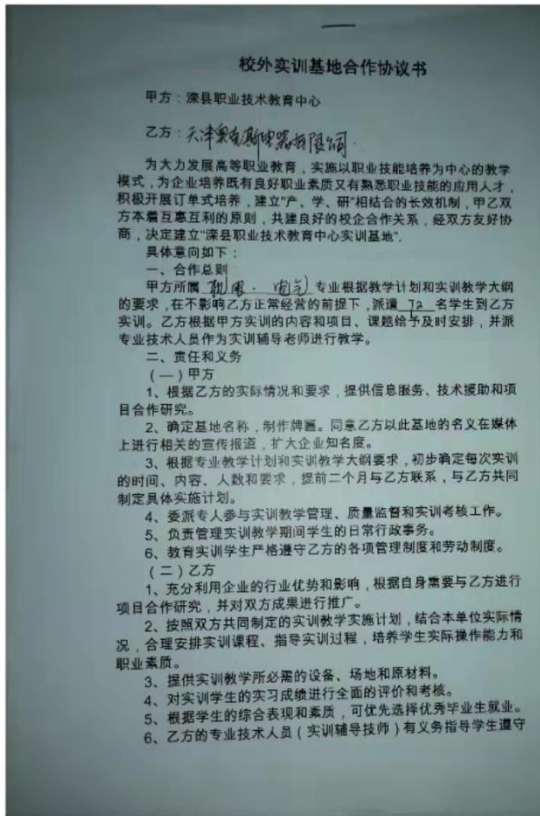 校外实训基地合作协议书
甲方：滦县职业技术教育中心
乙方：天津奥克斯电器有限公司.
为大力发展高等职业教育，实施以职业技能培养为中心的教学
模式，为企业培养既有良好职业素质又有熟悉职业技能的应用人才，
积极开展订单式培养，建立"产、学、研"相结合的长效机制，甲乙双
方本着互惠互利的原则，共建良好的校企合作关系，经双方友好协
商，决定建立"滦县职业技术教育中心实训基地".
具体意向如下：
一、合作总则
甲方所属 机电．电气 专业根据教学计划和实训教学大纲
的要求，在不影响乙方正常经营的前提下，派遣 72 名学生到乙方
实训。乙方根据甲方实训的内容和项目、课题给予及时安排，并派
专业技术人员作为实训辅导老师进行教学。
二、责任和义务
（一）甲方
1、根据乙方的实际情况和要求，提供信息服务、技术援助和项
目合作研究。
2、确定基地名称，制作牌匾。同意乙方以此基地的名义在媒体
上进行相关的宣传报道，扩大企业知名度。
3、根据专业教学计划和实训教学大纲要求，初步确定每次实训
的时间、内容、人数和要求，提前二个月与乙方联系，与乙方共同
制定具体实施计划。
4、委派专人参与实训教学管理、质量监督和实训考核工作。
5、负责管理实训教学期间学生的日常行政事务。
6、教育实训学生严格遵守乙方的各项管理制度和劳动制度。
（二）乙方
1、充分利用企业的行业优势和影响，根据自身需要与乙方进行
项目合作研究，并对双方成果进行推广。
2、按照双方共同制定的实训教学实施计划，结合本单位实际情
况，合理安排实训课程、指导实训过程，培养学生实际操作能力和
职业素质。
3、提供实训教学所必需的设备、场地和原材料。
4、对实训学生的实习成绩进行全面的评价和考核。
5、根据学生的综合表现和素质，可优先选择优秀毕业生就业。
6、乙方的专业技术人员（实训辅导技师）有义务指导学生遵守